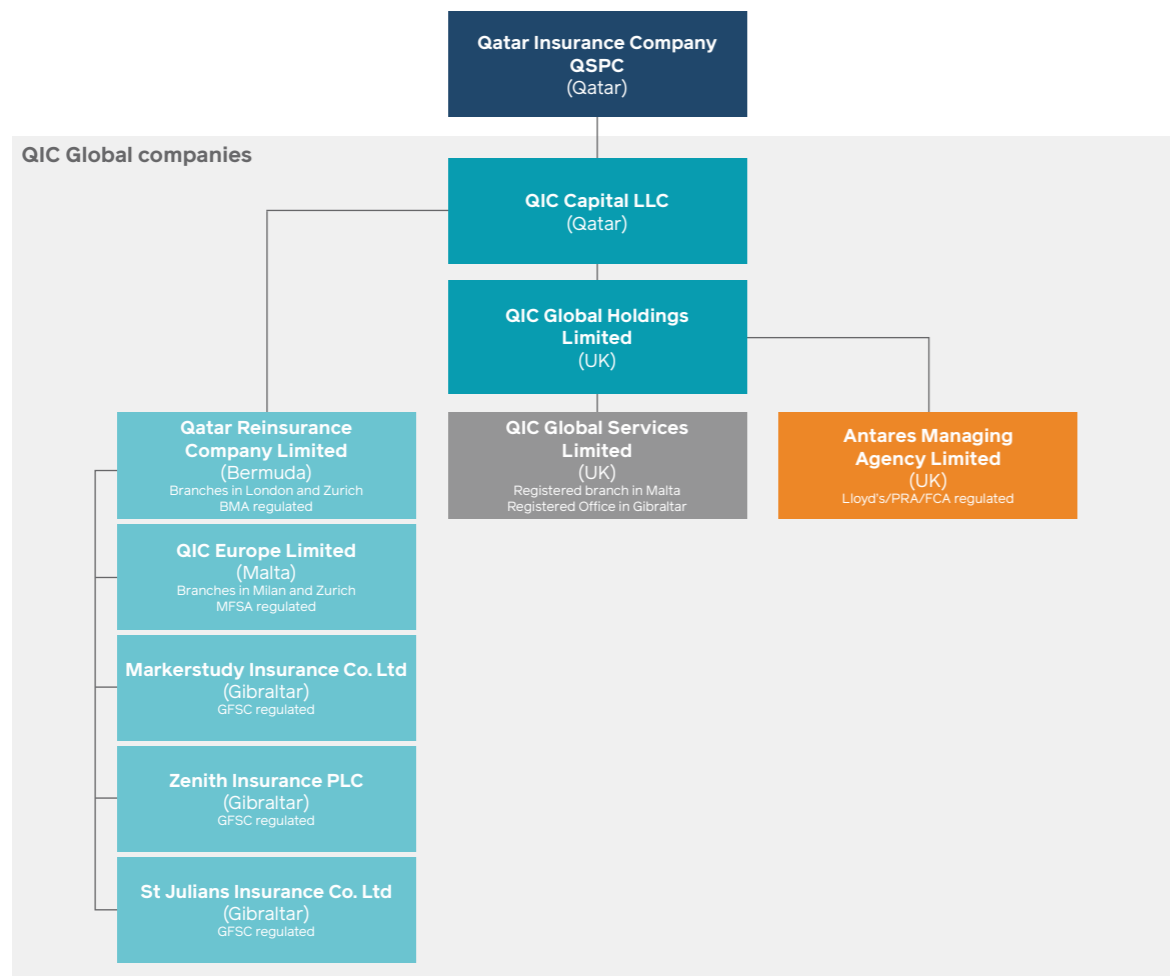 Qatar Insurance Company
QSPC
(Qatar)
QIC Global companies
QIC Capital LLC
(Qatar)
QIC Global Holdings
Limited
(UK)
Qatar Reinsurance
Company Limited
(Bermuda)
Branches in London and Zurich
BMA regulated
QIC Global Services
Limited
(UK)
Registered branch in Malta
Registered Office in Gibraltar
Antares Managing
Agency Limited
(UK)
Lloyd's/PRA/FCA regulated
QIC Europe Limited
(Malta)
Branches in Milan and Zurich
MFSA regulated
Markerstudy Insurance Co. Ltd
(Gibraltar)
GFSC regulated
Zenith Insurance PLC
(Gibraltar)
GFSC regulated
St Julians Insurance Co. Ltd
(Gibraltar)
GFSC regulated